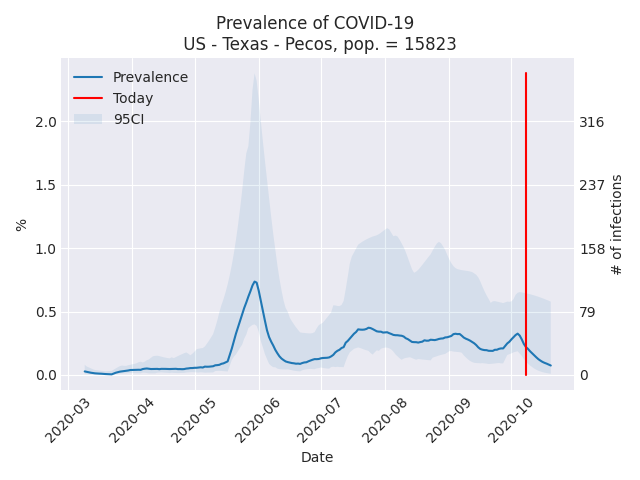 Prevalence of COVID-19
US - Texas - Pecos, pop. = 15823
Prevalence
Today
95CI
2.0
1.5
1.0
0.5
0.0
%
316
237
158
79
0
# of infections
2020-03
2020-04
2020-05
2020-06
2020-07
2020-08
2020-09
2020-10
Date